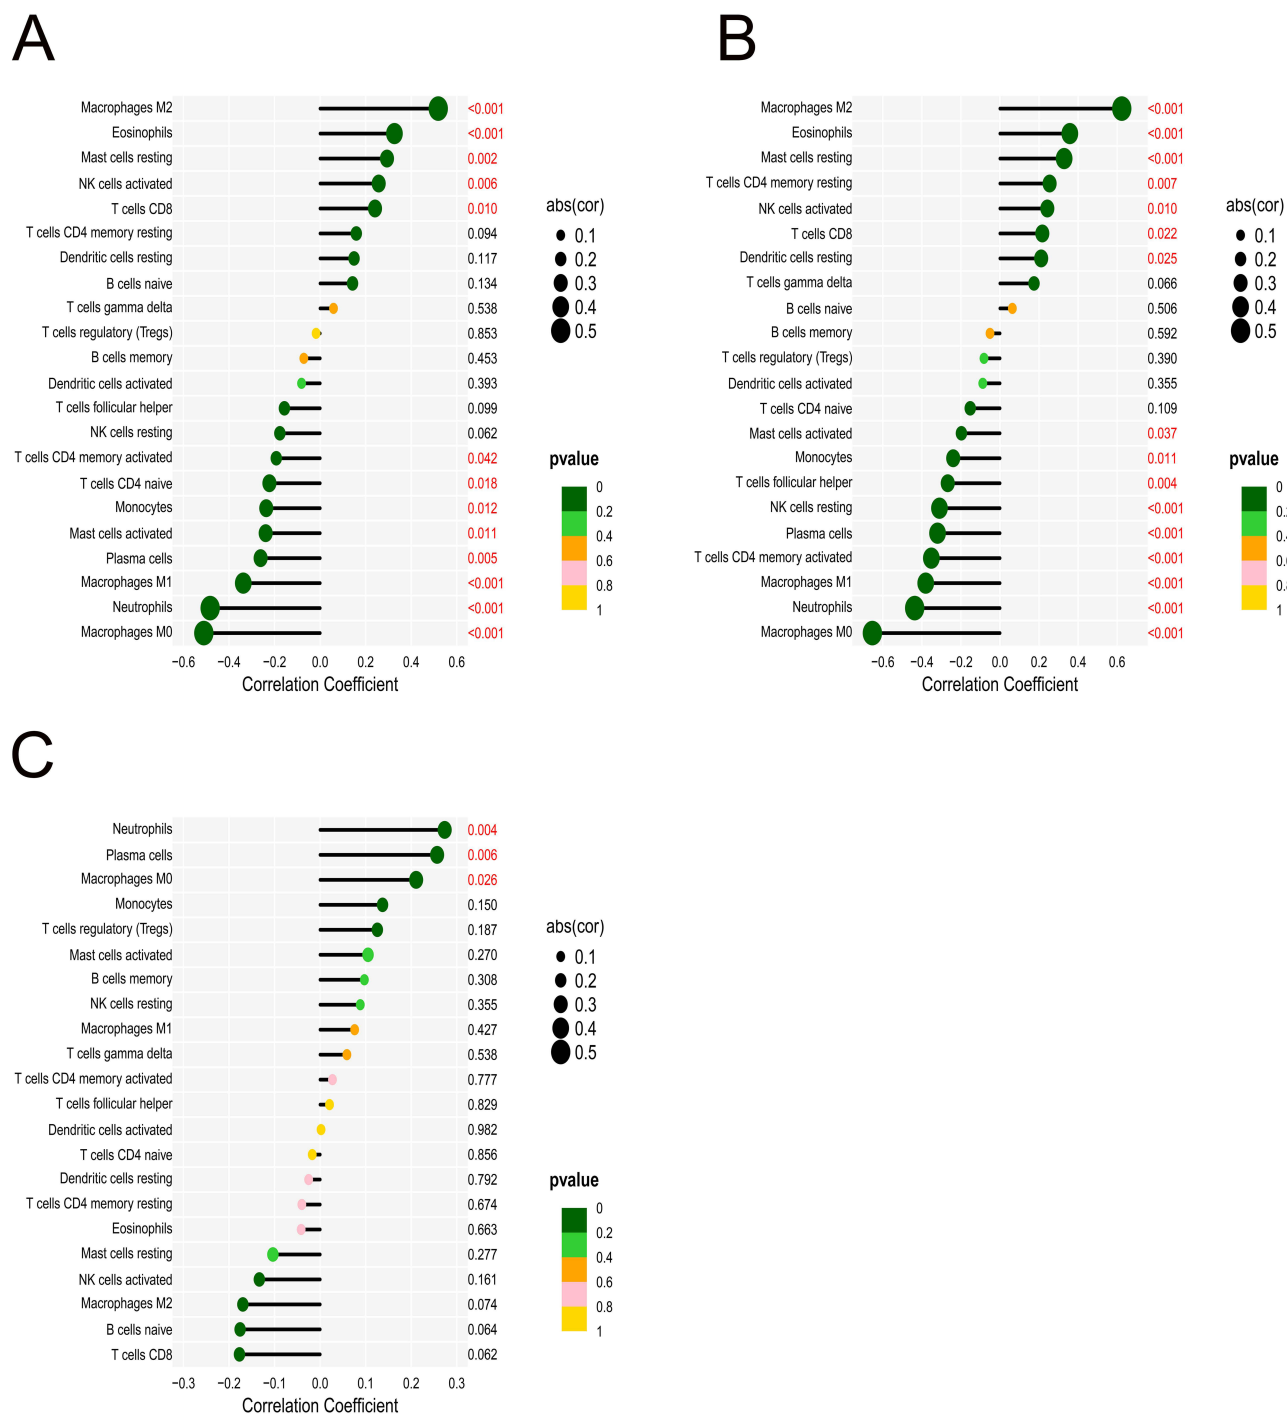 A
Macrophages M2 <0.001
Eosinophils <0.001
Mast cells resting 0.002
NK cells activated 0.006
T cells CD8 0.010
T cells CD4 memory resting 0.094
Dendritic cells resting 0.117
B cells naive 0.134
T cells gamma delta 0.538
T cells regulatory (Tregs) 0.853
B cells memory 0.453
Dendritic cells activated 0.393
T cells follicular helper 0.099
NK cells resting 0.062
T cells CD4 memory activated 0.042
T cells CD4 naive 0.018
Monocytes 0.012
Mast cells activated 0.011
Plasma cells 0.005
Macrophages M1 <0.001
Neutrophils <0.001
Macrophages M0 <0.001
−0.6 −0.4 −0.2 0.0 0.2 0.4 0.6
Correlation Coefficient
abs(cor)
0.1
0.2
0.3
0.4
0.5
pvalue
0
0.2
0.4
0.6
0.8
1
B
Macrophages M2 <0.001
Eosinophils <0.001
Mast cells resting <0.001
T cells CD4 memory resting 0.007
NK cells activated 0.010
T cells CD8 0.022
Dendritic cells resting 0.025
T cells gamma delta 0.066
B cells naive 0.506
B cells memory 0.592
T cells regulatory (Tregs) 0.390
Dendritic cells activated 0.355
T cells CD4 naive 0.109
Mast cells activated 0.037
Monocytes 0.011
T cells follicular helper 0.004
NK cells resting <0.001
Plasma cells <0.001
T cells CD4 memory activated <0.001
Macrophages M1 <0.001
Neutrophils <0.001
Macrophages M0 <0.001
−0.6 −0.4 −0.2 0.0 0.2 0.4 0.6
Correlation Coefficient
abs(cor)
0.1
0.2
0.3
0.4
0.5
pvalue
0
1
C
Neutrophils 0.004
Plasma cells 0.006
Macrophages M0 0.026
Monocytes 0.150
T cells regulatory (Tregs) 0.187
Mast cells activated 0.270
B cells memory 0.308
NK cells resting 0.355
Macrophages M1 0.427
T cells gamma delta 0.538
T cells CD4 memory activated 0.777
T cells follicular helper 0.829
Dendritic cells activated 0.982
T cells CD4 naive 0.856
Dendritic cells resting 0.792
T cells CD4 memory resting 0.674
Eosinophils 0.663
Mast cells resting 0.277
NK cells activated 0.161
Macrophages M2 0.074
B cells naive 0.064
T cells CD8 0.062
−0.3 −0.2 −0.1 0.0 0.1 0.2 0.3
Correlation Coefficient
abs(cor)
0.1
0.2
0.3
0.4
0.5
pvalue
0
0.2
0.4
0.6
0.8
1